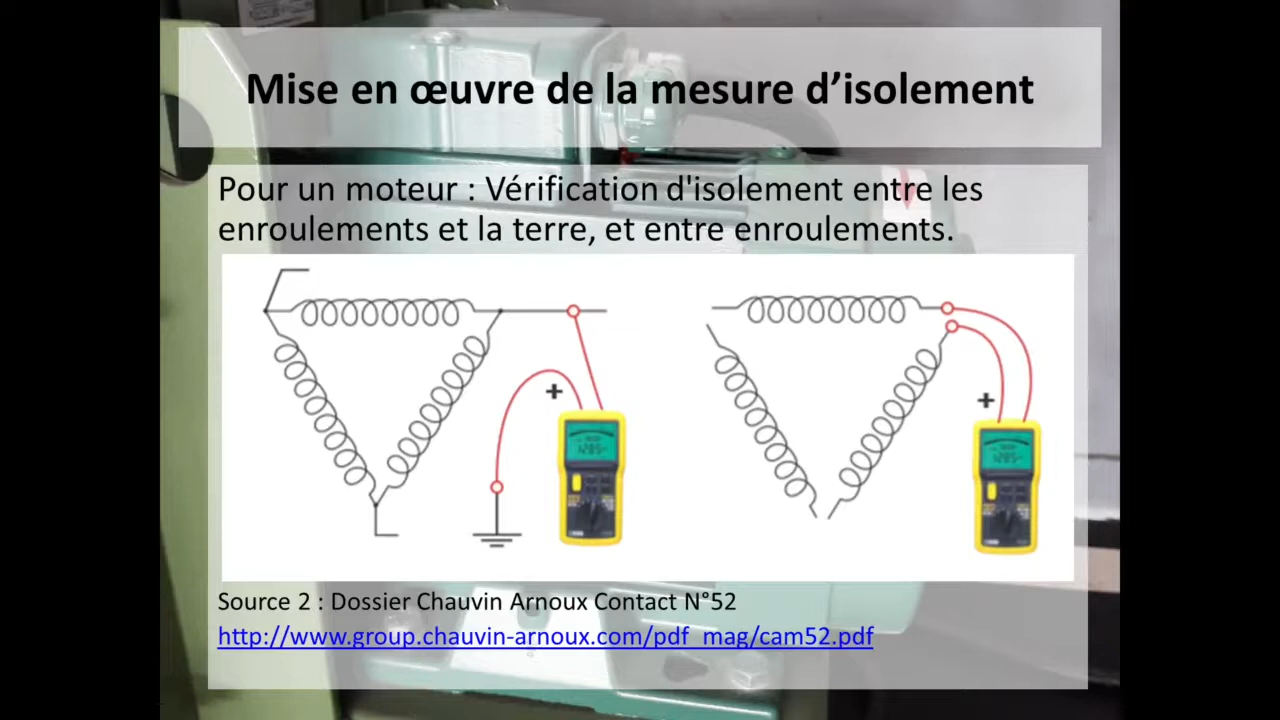 Mise en œuvre de la mesure d’isolement
Pour un moteur : Vérification d'isolement entre les
enroulements et la terre, et entre enroulements.
+
+
Source 2 : Dossier Chauvin Arnoux Contact N°52
http://www.group.chauvin-arnoux.com/pdf_mag/cam52.pdf